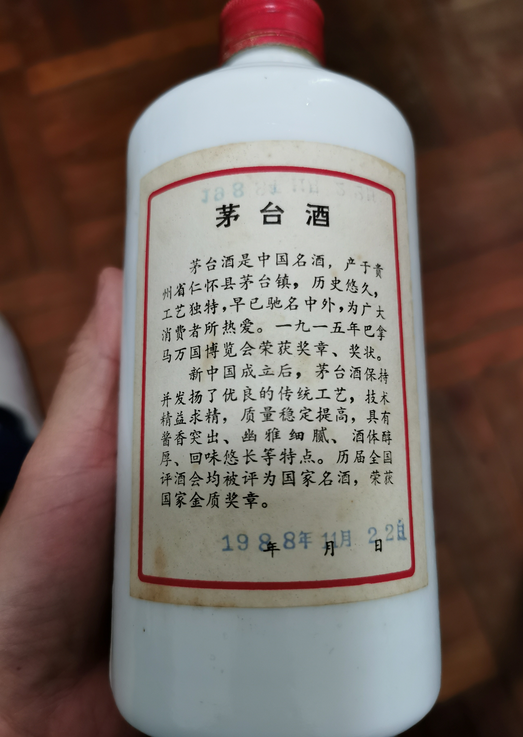 茅台酒
茅台酒是中国名酒，产于贵
州省仁怀县茅台镇，历史悠久，
工艺独特，早已驰名中外，为广大
消费者所热爱。一九一五年巴拿
马万国博览会荣获奖章、奖状。
新中国成立后，茅台酒保持
并发扬了优良的传统工艺，技术
精益求精，质量稳定提高，具有
酱香突出、幽雅细腻、酒体醇
厚、回味悠长等特点。历届全国
评酒会均被评为国家名酒，荣获
国家金质奖章。
1988年11月22日
年 月 日